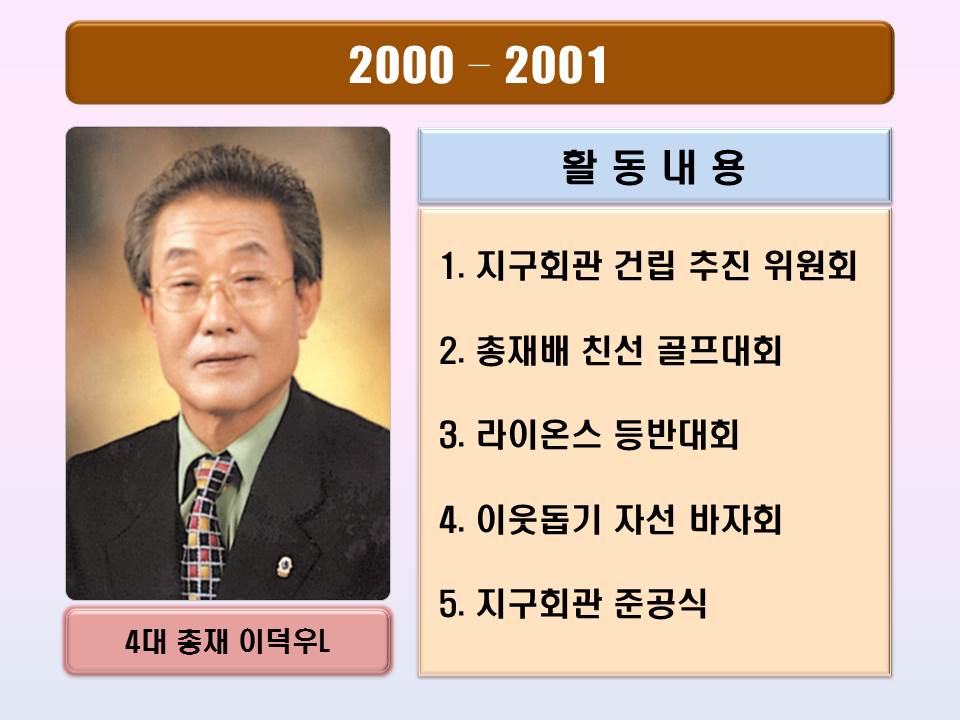 2000 – 2001
활 동 내 용
1. 지구회관 건립 추진 위원회
2. 총재배 친선 골프대회
3. 라이온스 등반대회
4. 이웃돕기 자선 바자회
5. 지구회관 준공식
4대 총재 이덕우L